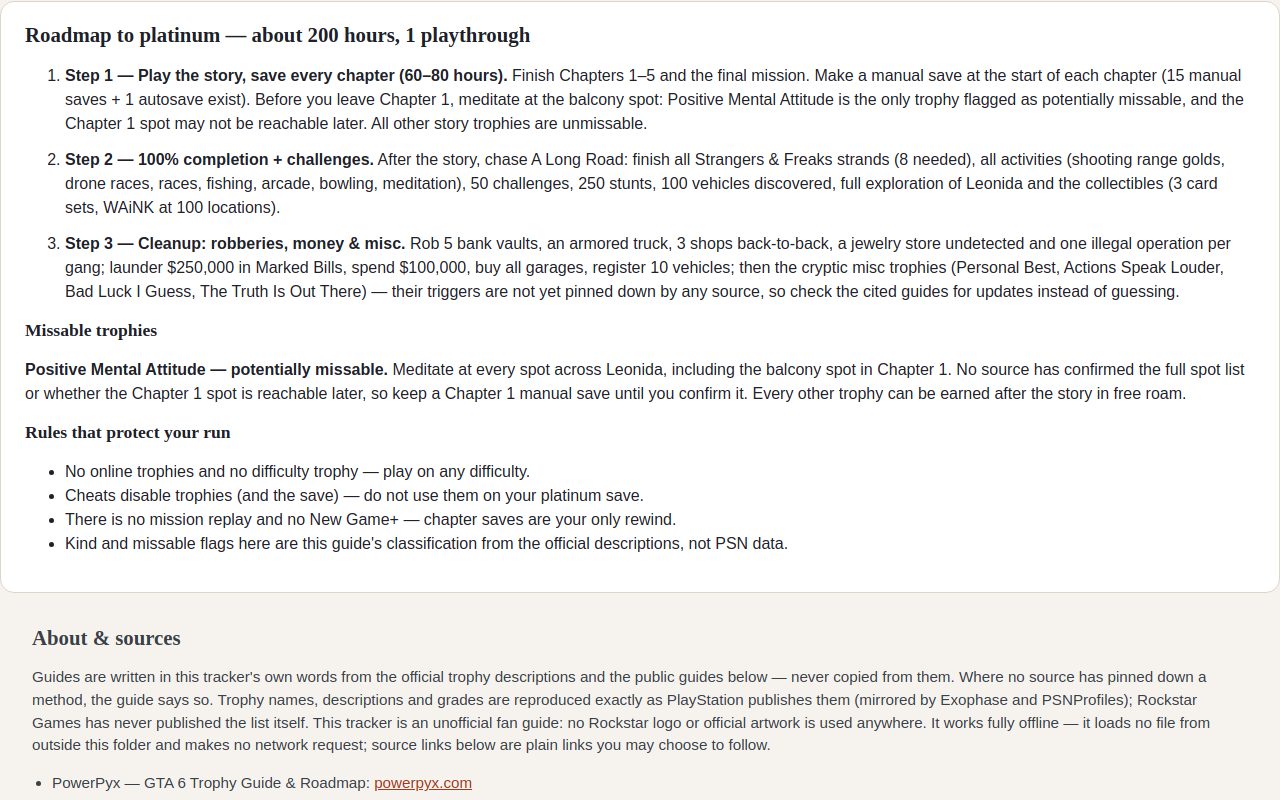 Roadmap to platinum — about 200 hours, 1 playthrough
1. Step 1 — Play the story, save every chapter (60–80 hours). Finish Chapters 1–5 and the final mission. Make a manual save at the start of each chapter (15 manual
saves + 1 autosave exist). Before you leave Chapter 1, meditate at the balcony spot: Positive Mental Attitude is the only trophy flagged as potentially missable, and the
Chapter 1 spot may not be reachable later. All other story trophies are unmissable.
2. Step 2 — 100% completion + challenges. After the story, chase A Long Road: finish all Strangers & Freaks strands (8 needed), all activities (shooting range golds,
drone races, races, fishing, arcade, bowling, meditation), 50 challenges, 250 stunts, 100 vehicles discovered, full exploration of Leonida and the collectibles (3 card
sets, WAiNK at 100 locations).
3. Step 3 — Cleanup: robberies, money & misc. Rob 5 bank vaults, an armored truck, 3 shops back-to-back, a jewelry store undetected and one illegal operation per
gang; launder $250,000 in Marked Bills, spend $100,000, buy all garages, register 10 vehicles; then the cryptic misc trophies (Personal Best, Actions Speak Louder,
Bad Luck I Guess, The Truth Is Out There) — their triggers are not yet pinned down by any source, so check the cited guides for updates instead of guessing.
Missable trophies
Positive Mental Attitude — potentially missable. Meditate at every spot across Leonida, including the balcony spot in Chapter 1. No source has confirmed the full spot list
or whether the Chapter 1 spot is reachable later, so keep a Chapter 1 manual save until you confirm it. Every other trophy can be earned after the story in free roam.
Rules that protect your run
• No online trophies and no difficulty trophy — play on any difficulty.
• Cheats disable trophies (and the save) — do not use them on your platinum save.
• There is no mission replay and no New Game+ — chapter saves are your only rewind.
• Kind and missable flags here are this guide's classification from the official descriptions, not PSN data.
About & sources
Guides are written in this tracker's own words from the official trophy descriptions and the public guides below — never copied from them. Where no source has pinned down a
method, the guide says so. Trophy names, descriptions and grades are reproduced exactly as PlayStation publishes them (mirrored by Exophase and PSNProfiles); Rockstar
Games has never published the list itself. This tracker is an unofficial fan guide: no Rockstar logo or official artwork is used anywhere. It works fully offline — it loads no file from
outside this folder and makes no network request; source links below are plain links you may choose to follow.
• PowerPyx — GTA 6 Trophy Guide & Roadmap: powerpyx.com